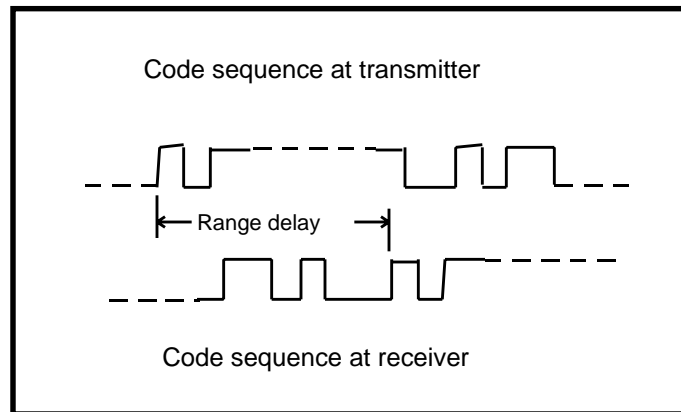 Code sequence at transmitter
Range delay
Code sequence at receiver